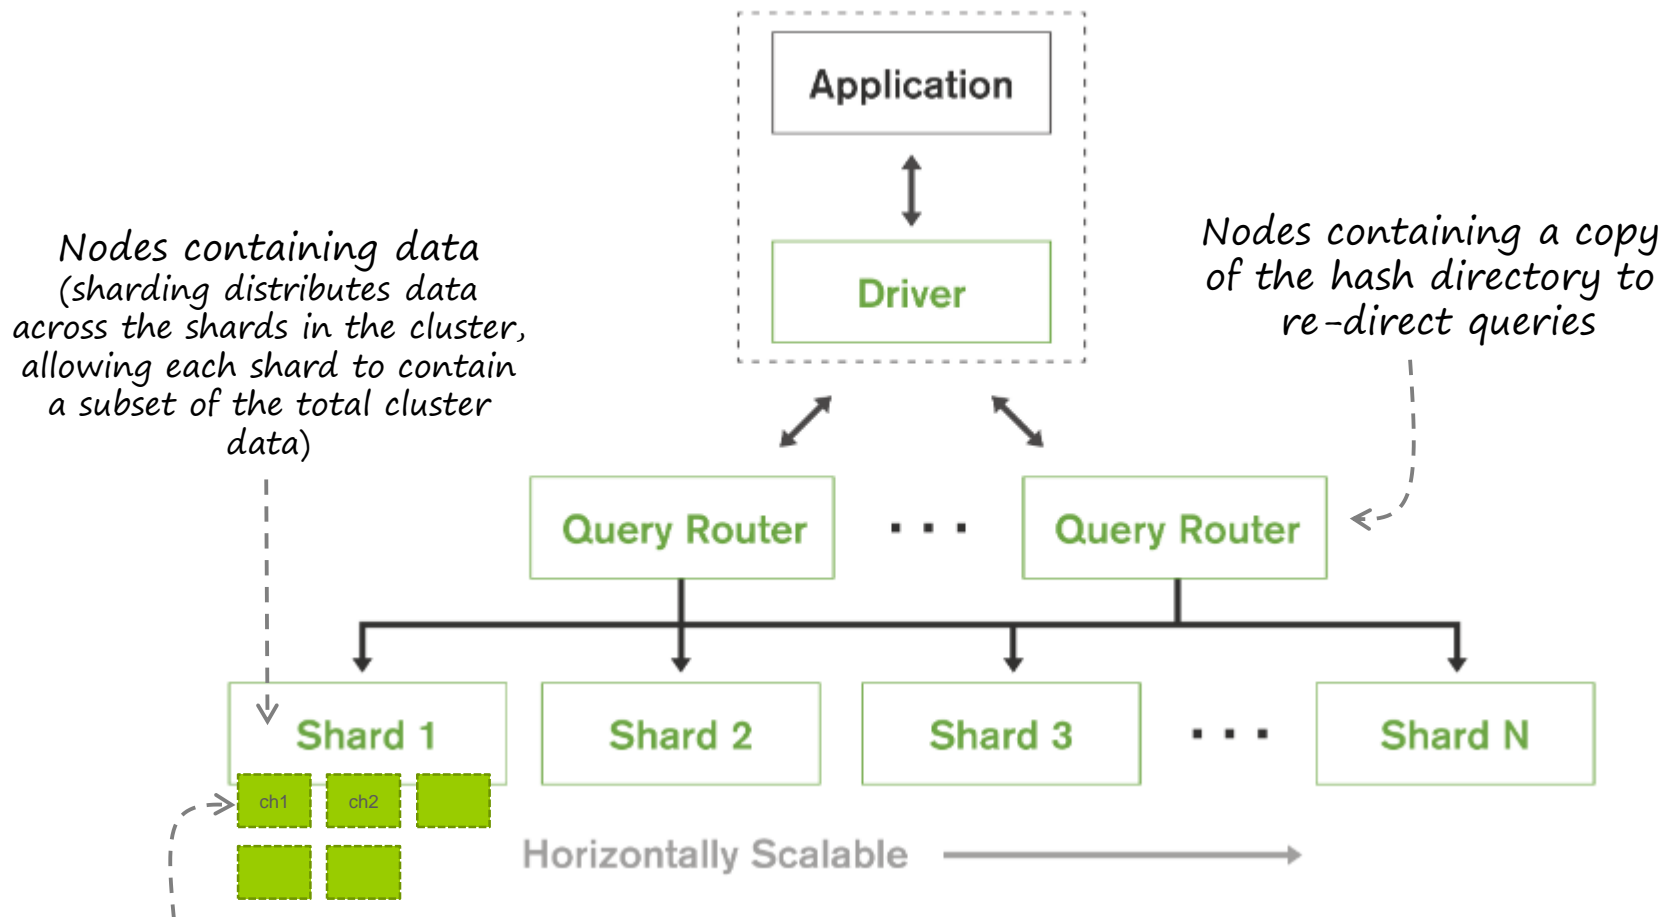 Application
Driver
Nodes containing data
(sharding distributes data
across the shards in the cluster,
allowing each shard to contain
a subset of the total cluster
data)
Nodes containing a copy
of the hash directory to
re-direct queries
Query Router
. . .
Query Router
Shard 1
Shard 2
Shard 3
. . .
Shard N
ch1
ch2
Horizontally Scalable